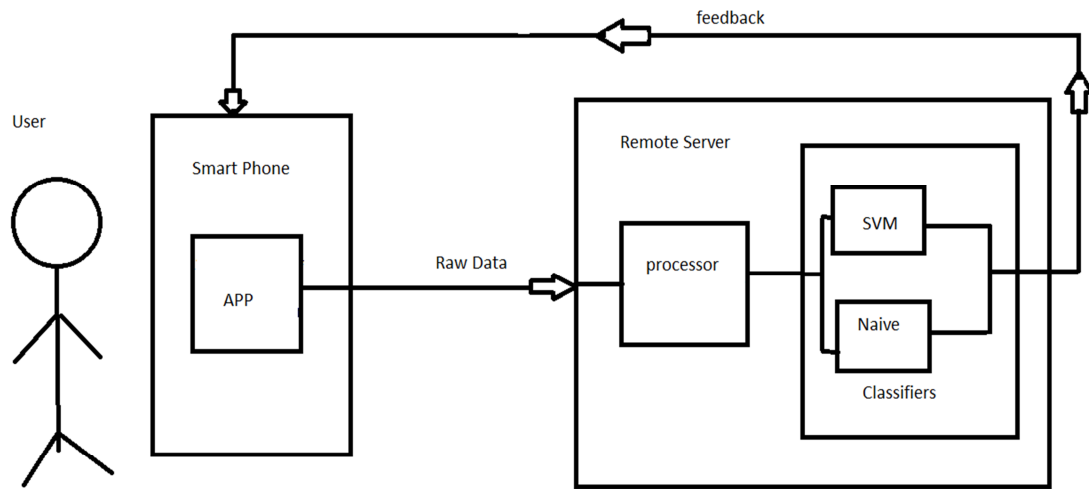 feedback
User
Smart Phone
APP
Raw Data
Remote Server
processor
SVM
Naive
Classifiers